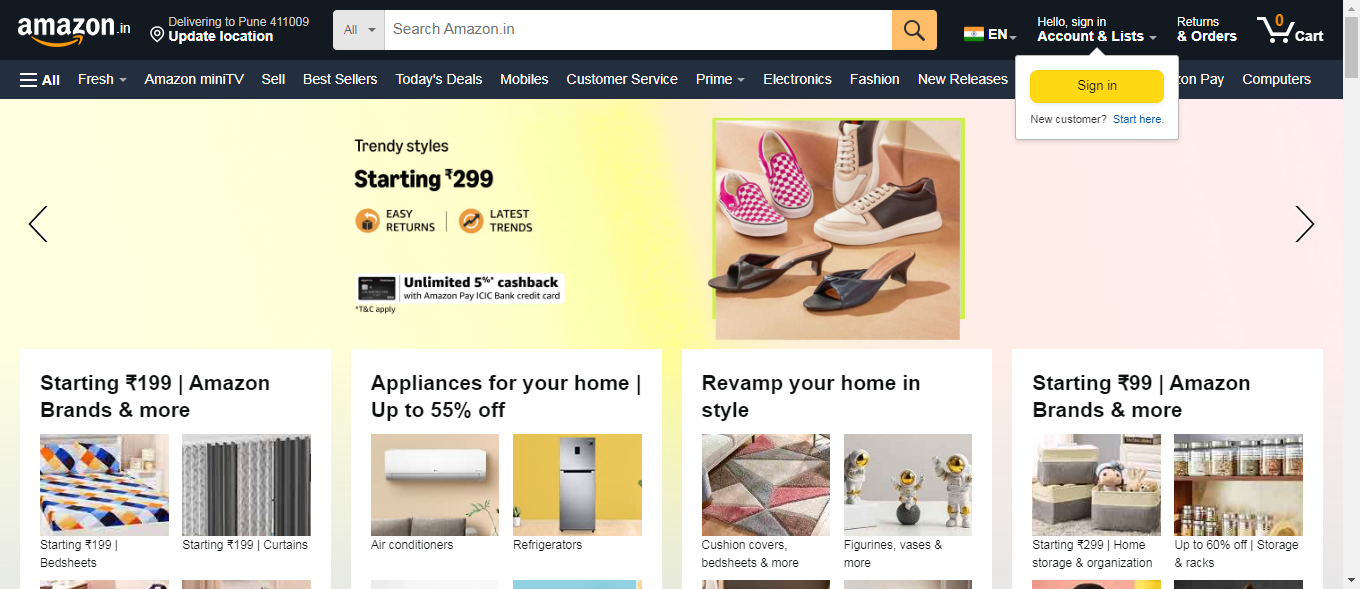 amazon.in
Delivering to Pune 411009
Update location
All
Search Amazon.in
EN
Hello, sign in
Account & Lists
Returns
& Orders
0
Cart
All
Fresh
Amazon miniTV
Sell
Best Sellers
Today's Deals
Mobiles
Customer Service
Prime
Electronics
Fashion
New Releases
zon Pay
Computers
Sign in
New customer? Start here.
Trendy styles
Starting ₹299
EASY
RETURNS
LATEST
TRENDS
Unlimited 5%* cashback
with Amazon Pay ICIC Bank credit card
*T&C apply
Starting ₹199 | Amazon
Brands & more
Starting ₹199 |
Bedsheets
Starting ₹199 | Curtains
Appliances for your home |
Up to 55% off
Air conditioners
Refrigerators
Revamp your home in
style
Cushion covers,
bedsheets & more
Figurines, vases &
more
Starting ₹99 | Amazon
Brands & more
Starting ₹299 | Home
storage & organization
Up to 60% off | Storage
& racks